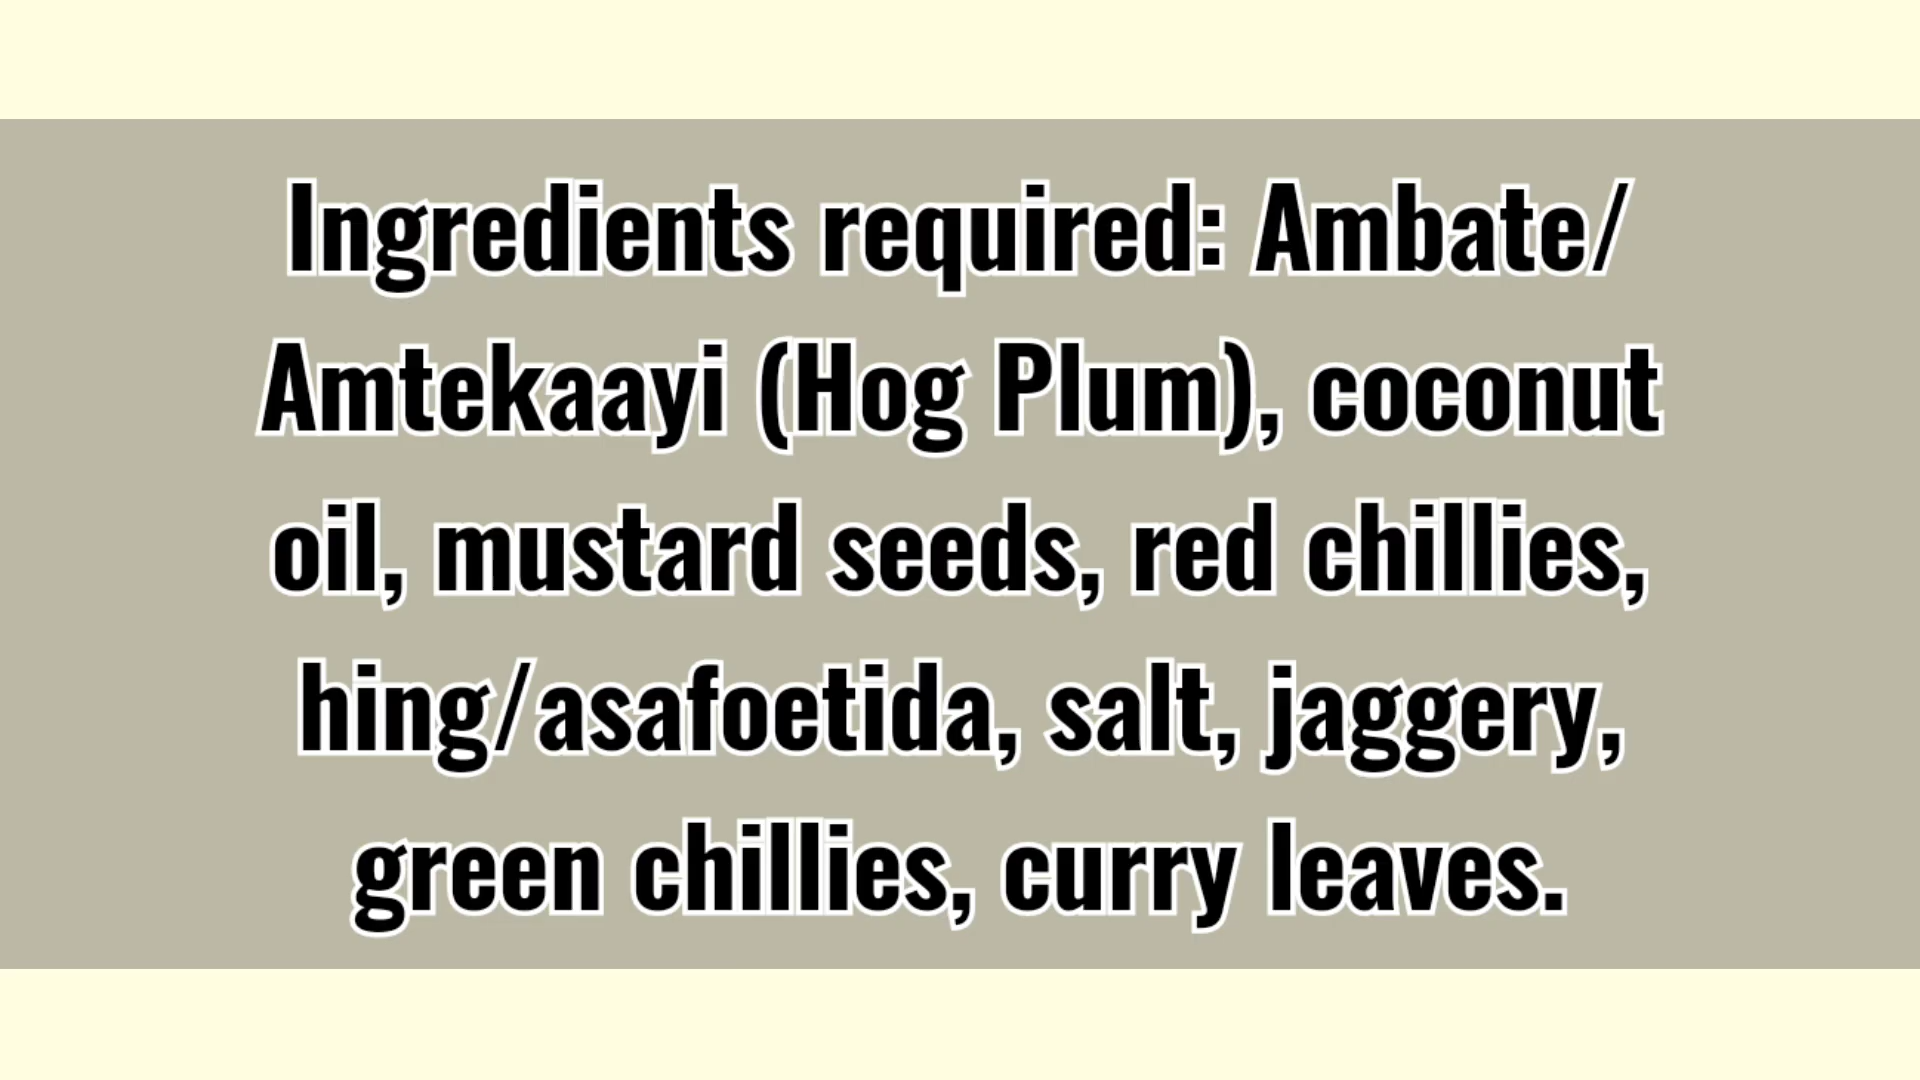 Ingredients required: Ambate/
Amtekaayi (Hog Plum), coconut
oil, mustard seeds, red chillies,
hing/asafoetida, salt, jaggery,
green chillies, curry leaves.